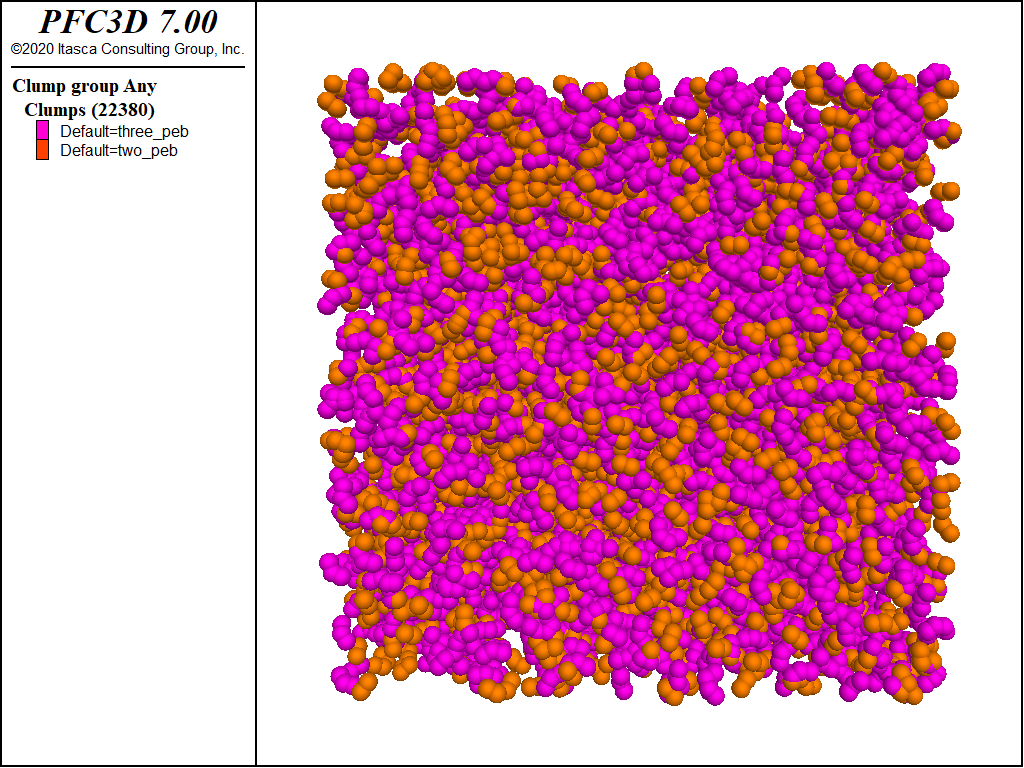 PFC3D 7.00
©2020 Itasca Consulting Group, Inc.
Clump group Any
Clumps (22380)
Default=three_peb
Default=two_peb